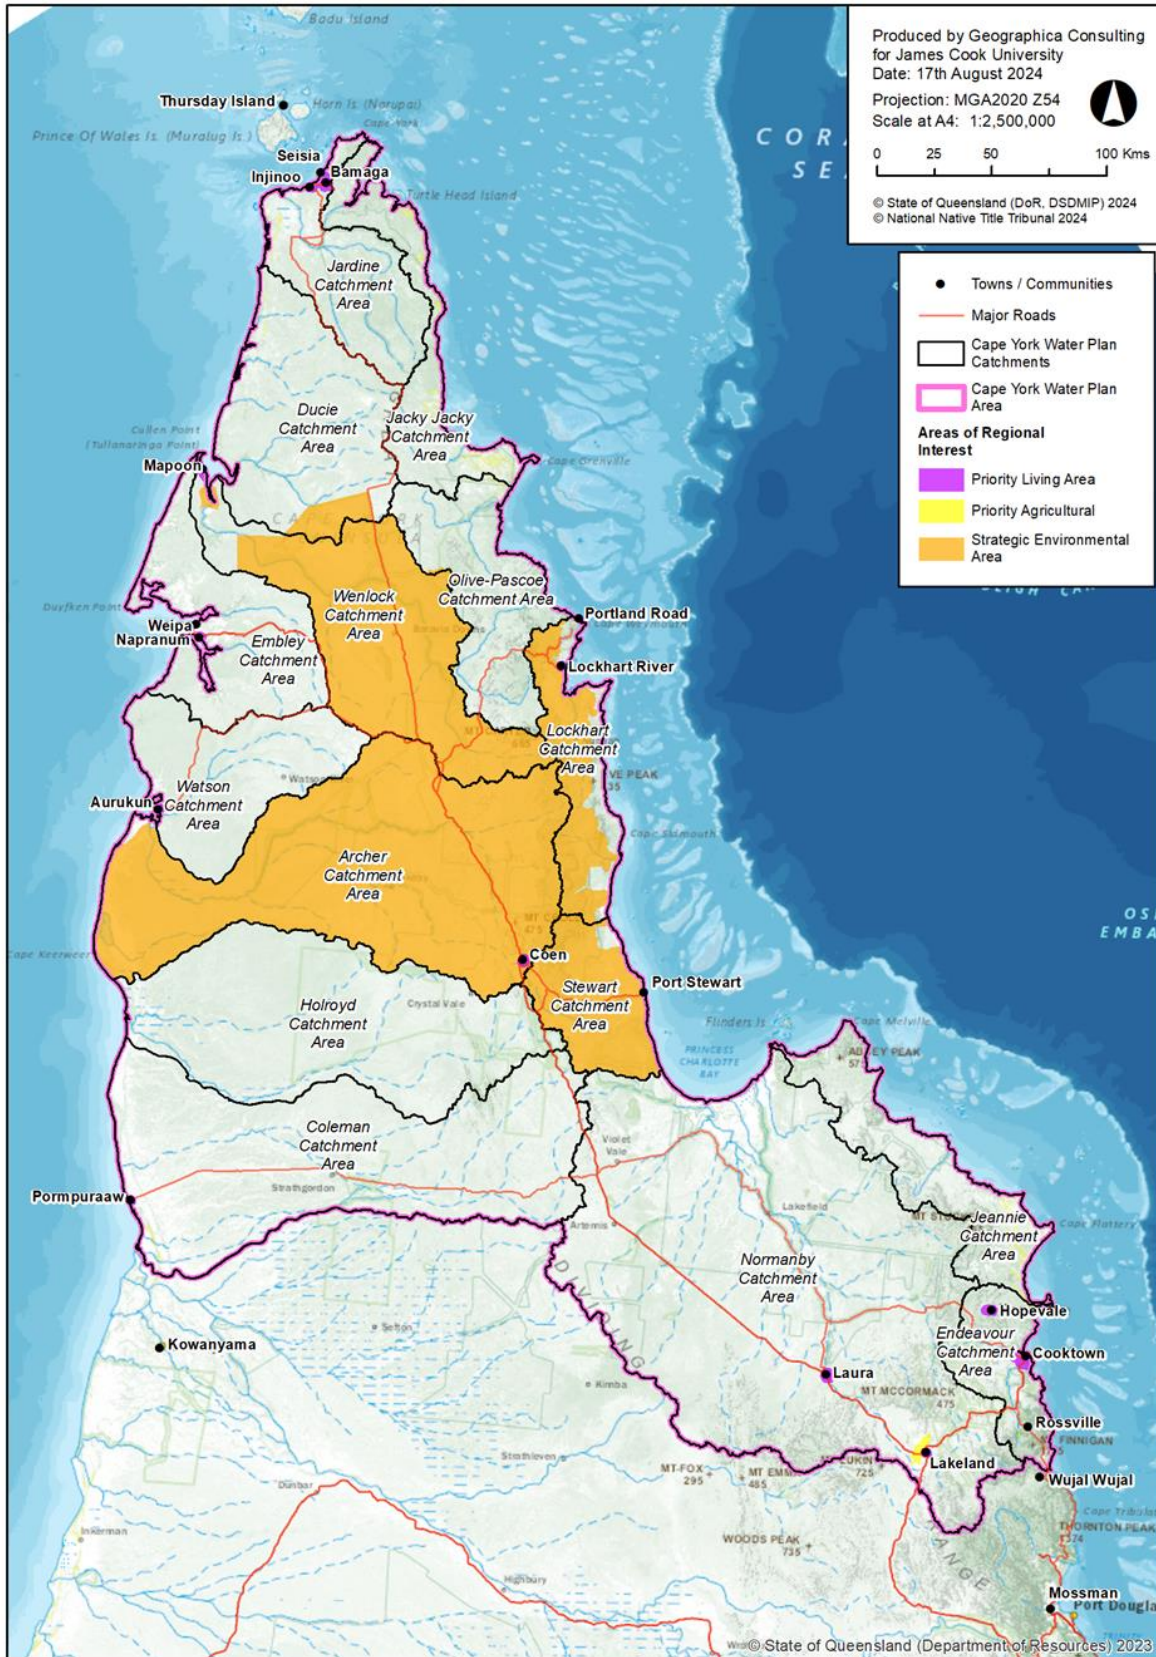 Badu Island
Produced by Geographica Consulting
for James Cook University
Date: 17th August 2024
Projection: MGA2020 Z54
Scale at A4: 1:2,500,000
0 25 50 100 Kms
© State of Queensland (DoR, DSDMIP) 2024
© National Native Title Tribunal 2024
Towns / Communities
Major Roads
Cape York Water Plan
Catchments
Cape York Water Plan
Area
Areas of Regional
Interest
Priority Living Area
Priority Agricultural
Strategic Environmental
Area
Thursday Island
Horn Is. (Narupai)
Prince Of Wales Is. (Muralug Is.)
Cape York
Seisia
Bamaga
Injinoo
Turtle Head Island
Jardine
Catchment
Area
Ducie
Catchment
Area
Jacky Jacky
Catchment
Area
Cullen Point
(Tullanaringa Point)
Mapoon
Cape Grenville
Olive-Pascoe
Catchment Area
Wenlock
Catchment
Area
Duyfken Point
Weipa
Napranum
Embley
Catchment
Area
Portland Road
Cape Weymouth
Lockhart River
Lockhart
Catchment
Area
Watson
Catchment
Area
Aurukun
Archer
Catchment
Area
Cape Sidmouth
Cape Keerweer
Coen
Port Stewart
Stewart
Catchment
Area
Holroyd
Catchment
Area
Crystal Vale
Flinders Is
Cape Melville
PRINCESS
CHARLOTTE
BAY
Coleman
Catchment
Area
Strathgordon
Violet
Vale
Pormpuraaw
Artemis
Lakefield
Jeannie
Catchment
Area
Cape Flattery
Normanby
Catchment
Area
DIVIDING
Hopevale
Endeavour
Catchment
Area
Cooktown
Kowanyama
Sefton
Kimba
Laura
MT MCCORMACK
475
Rossville
FINNIGAN
Lakeland
Wujal Wujal
MT FOX
295
MT EMMA
485
725
Strathleven
Dunbar
WOODS PEAK
735
RANGE
THORNTON PEAK
1374
Inkerman
Highbury
Mossman
© State of Queensland (Department of Resources) 2023